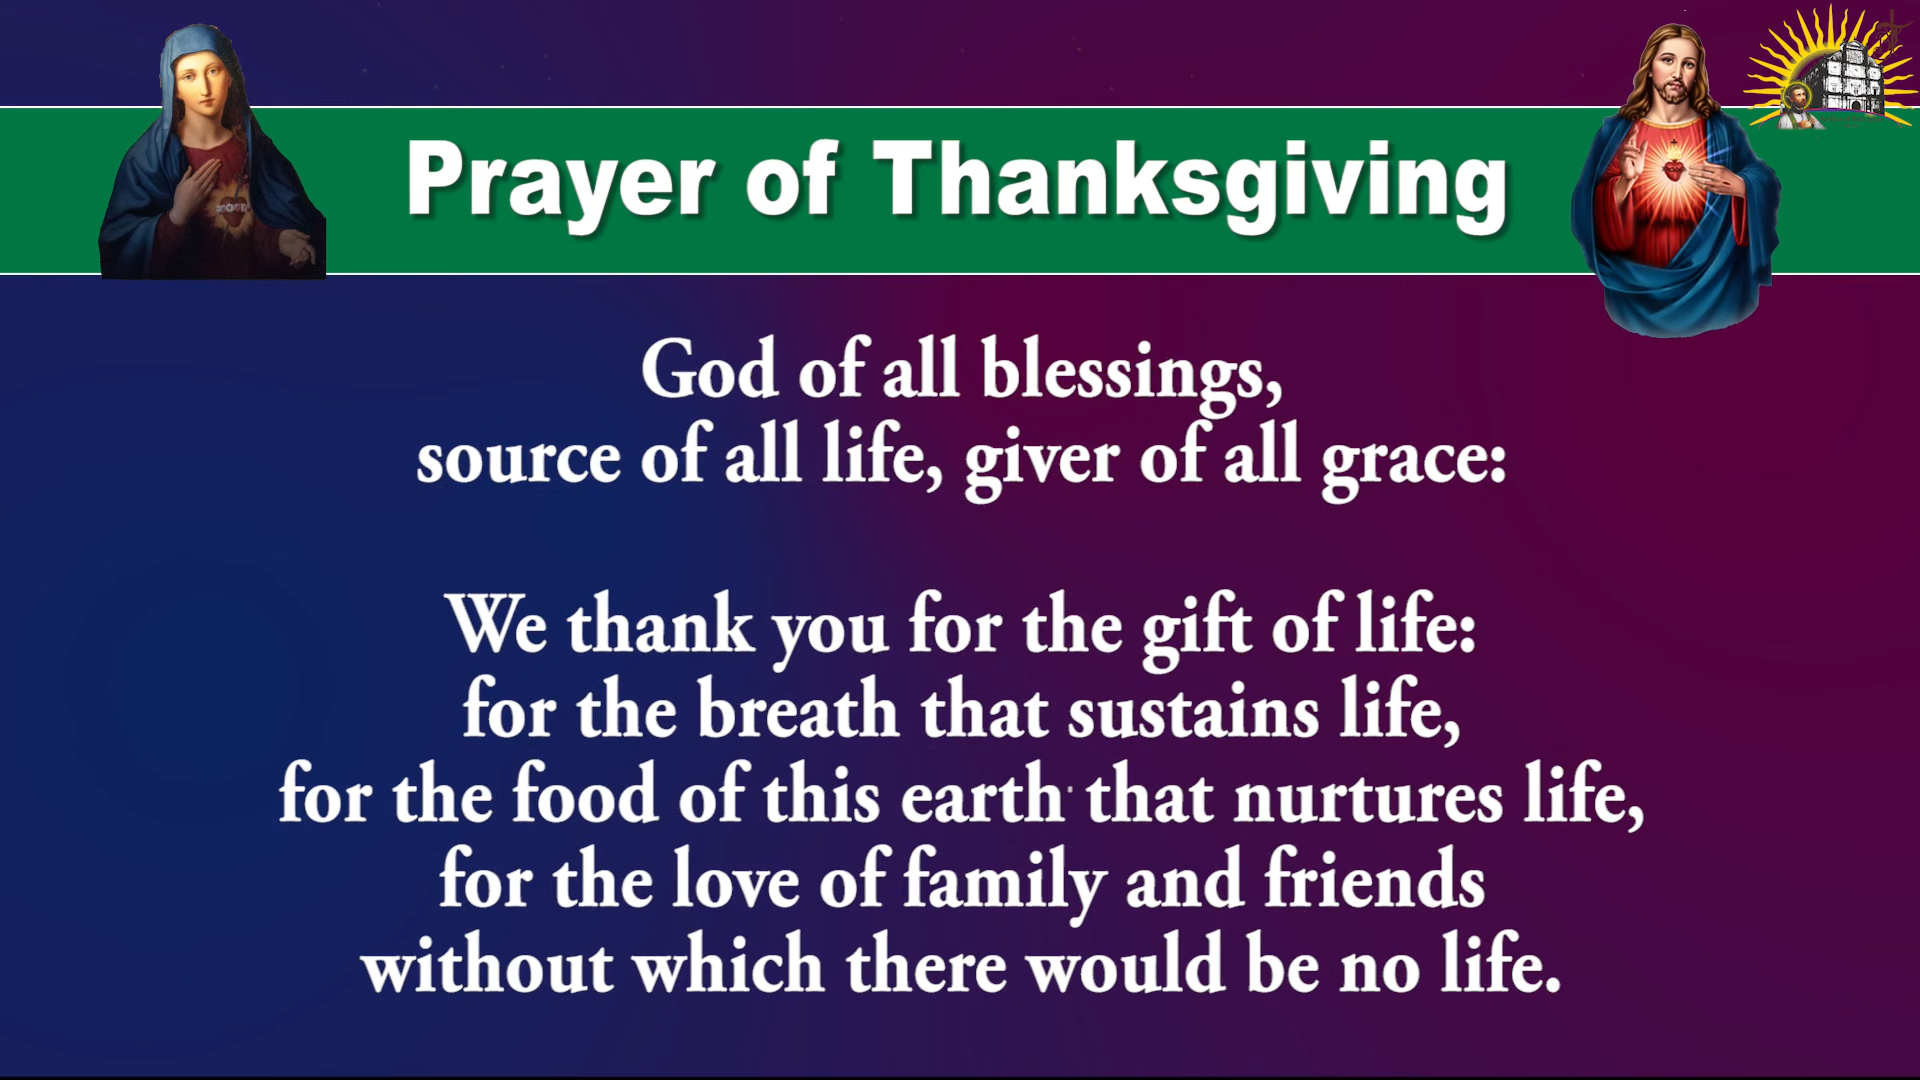 Prayer of Thanksgiving
God of all blessings,
source of all life, giver of all grace:
We thank you for the gift of life:
for the breath that sustains life,
for the food of this earth that nurtures life,
for the love of family and friends
without which there would be no life.